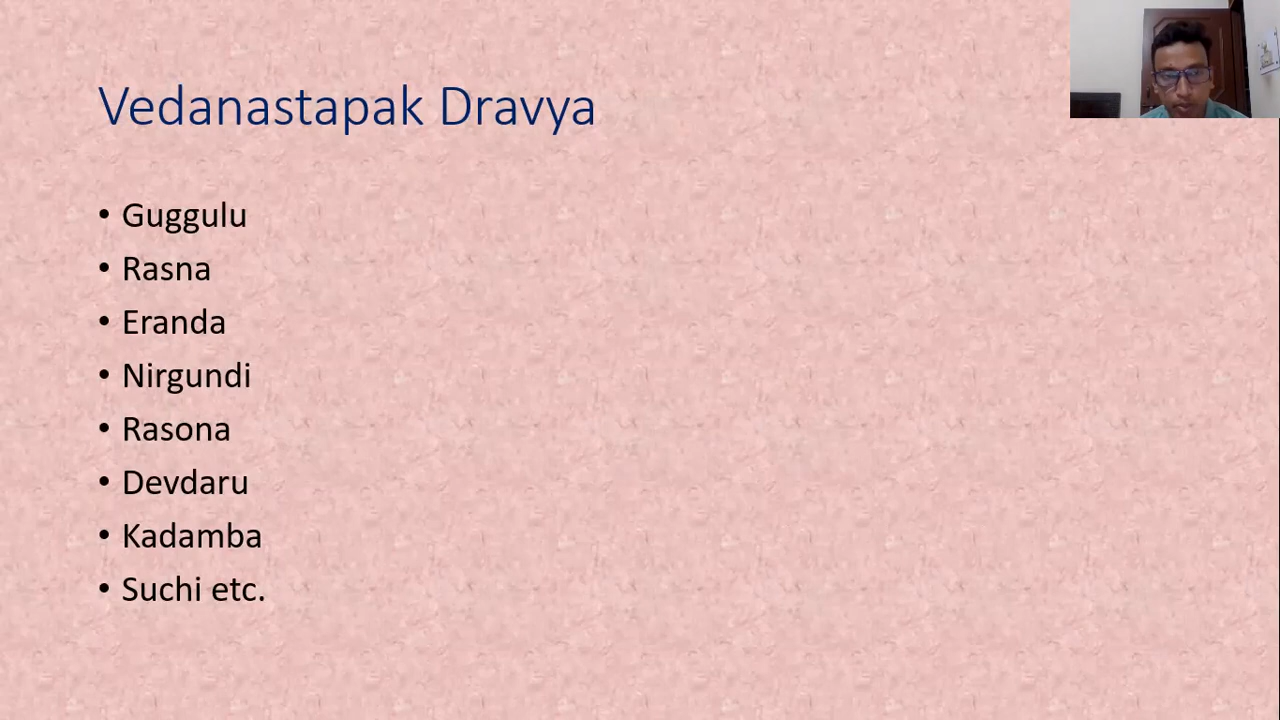 Vedanastapak Dravya
• Guggulu
• Rasna
• Eranda
• Nirgundi
• Rasona
• Devdaru
• Kadamba
• Suchi etc.